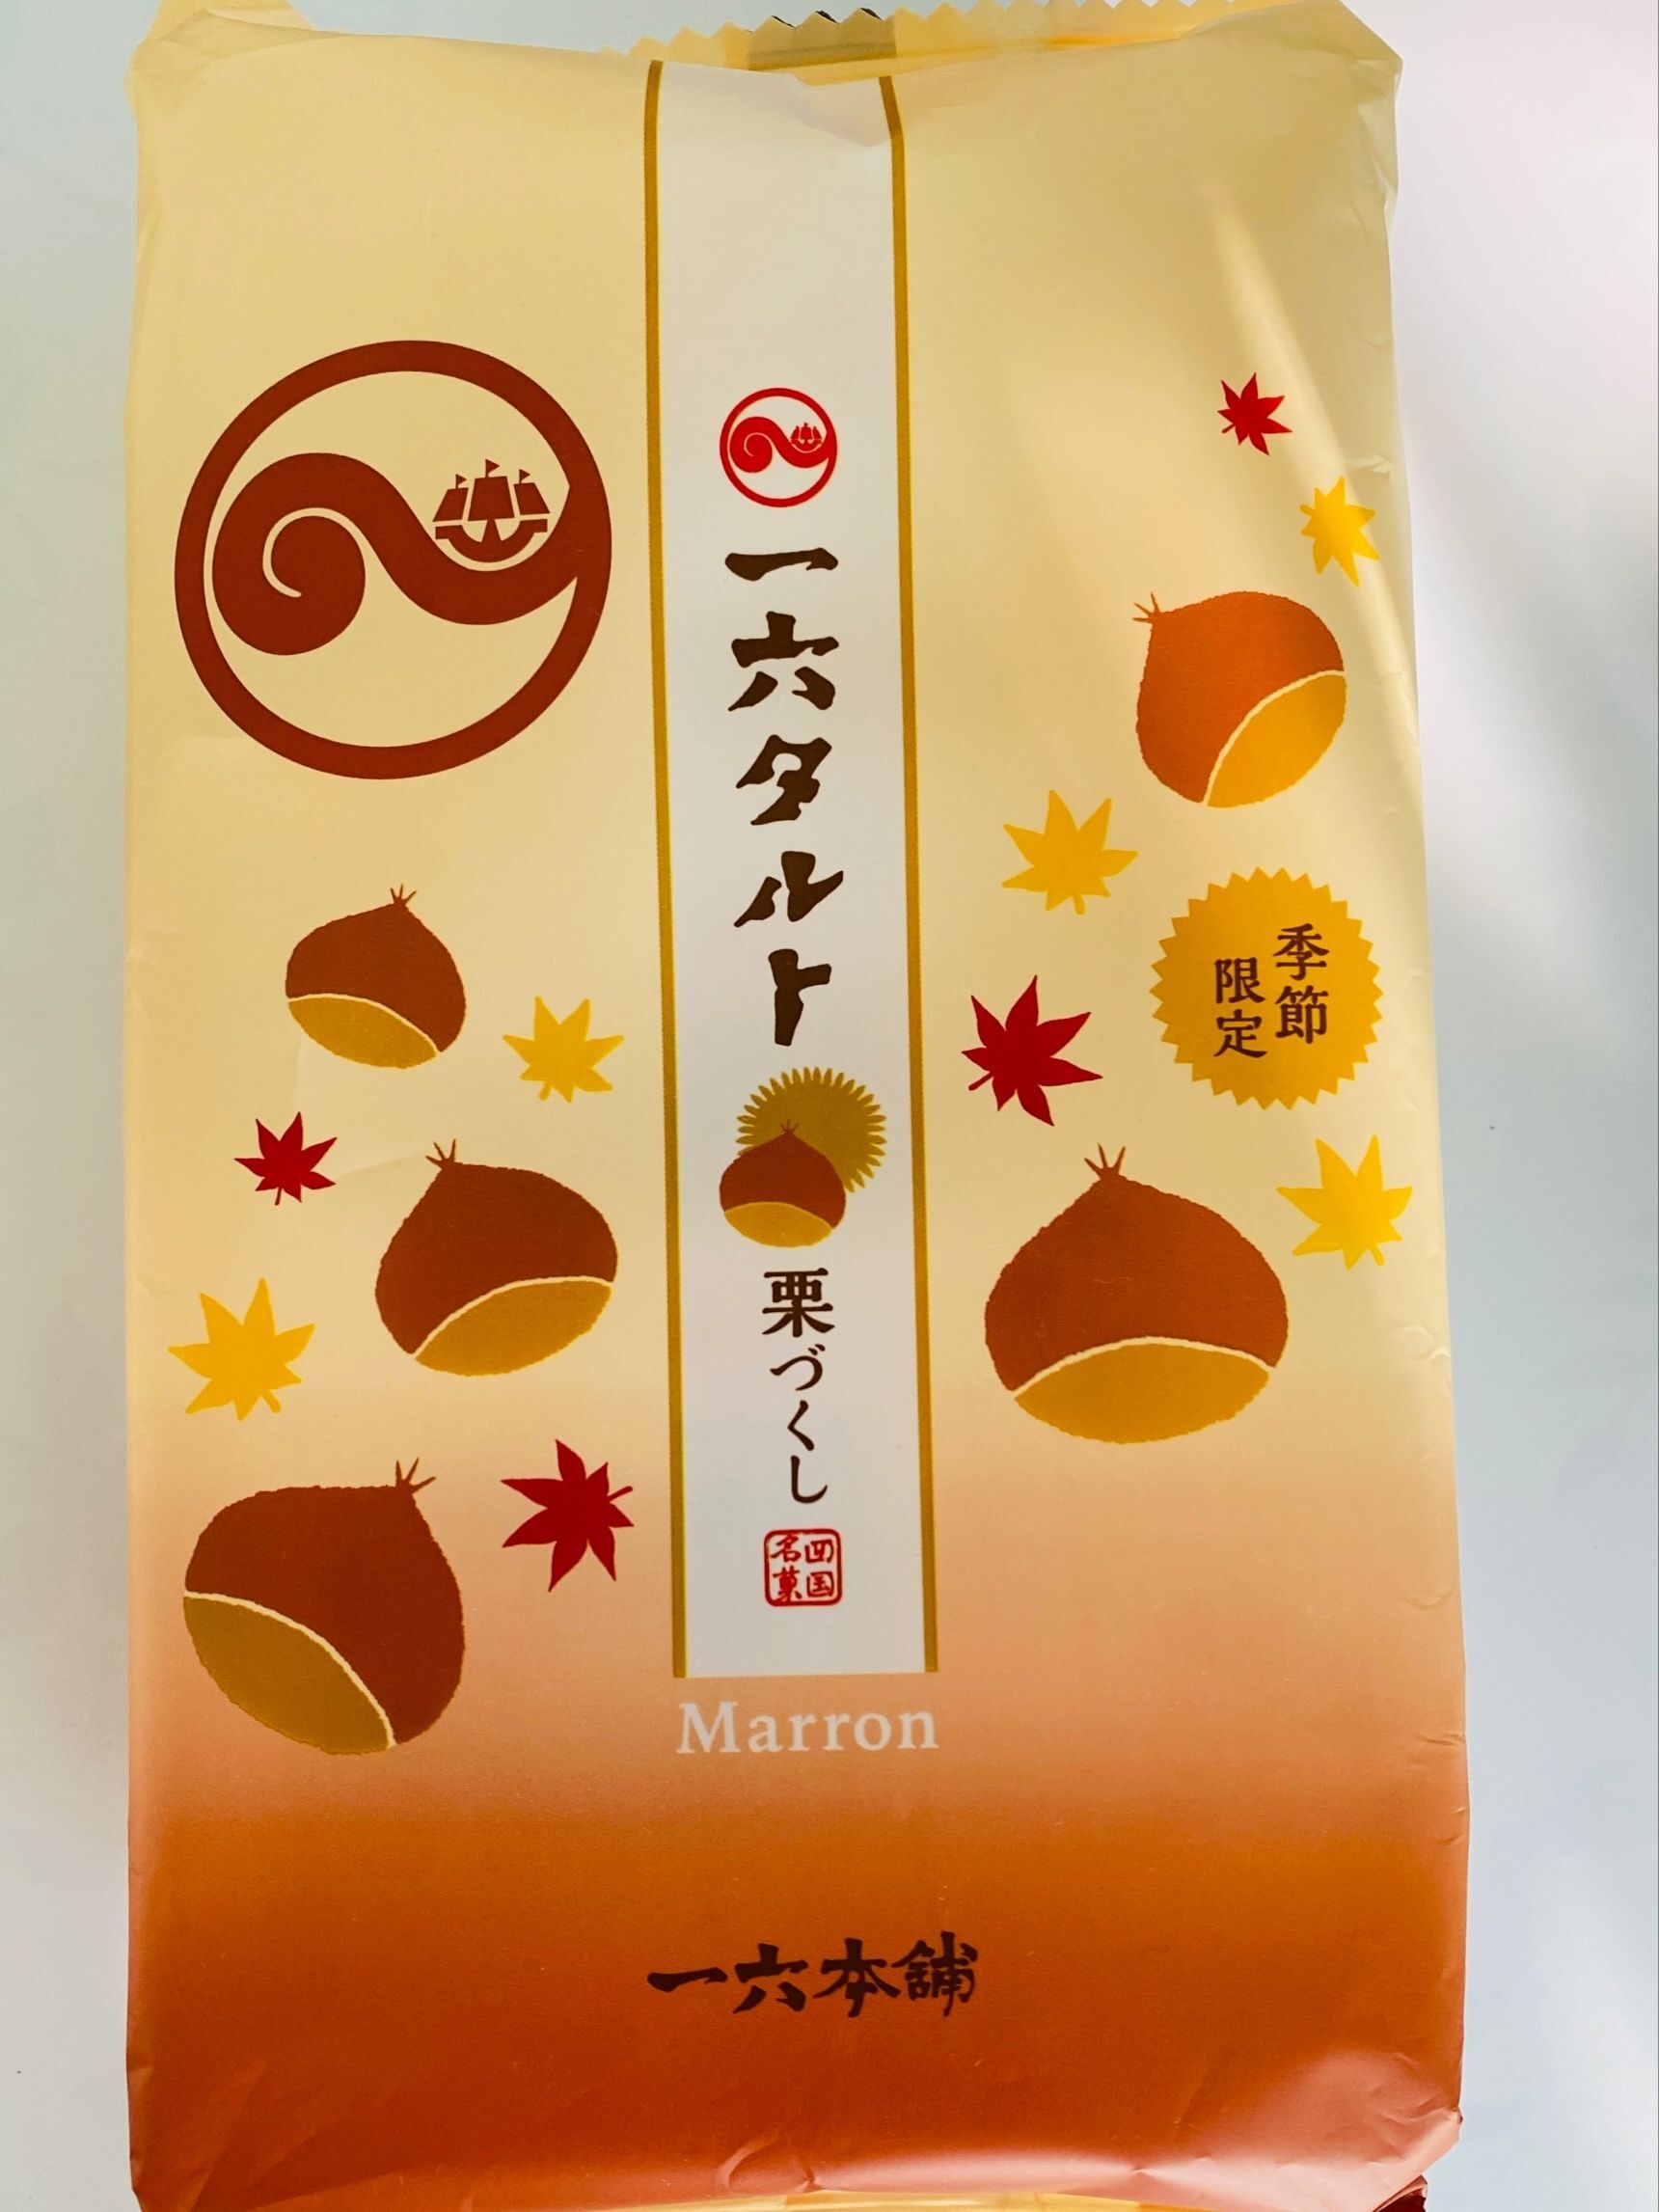 一六タルト
栗づくし
四国
名菓
季節
限定
Marron
一六本舗